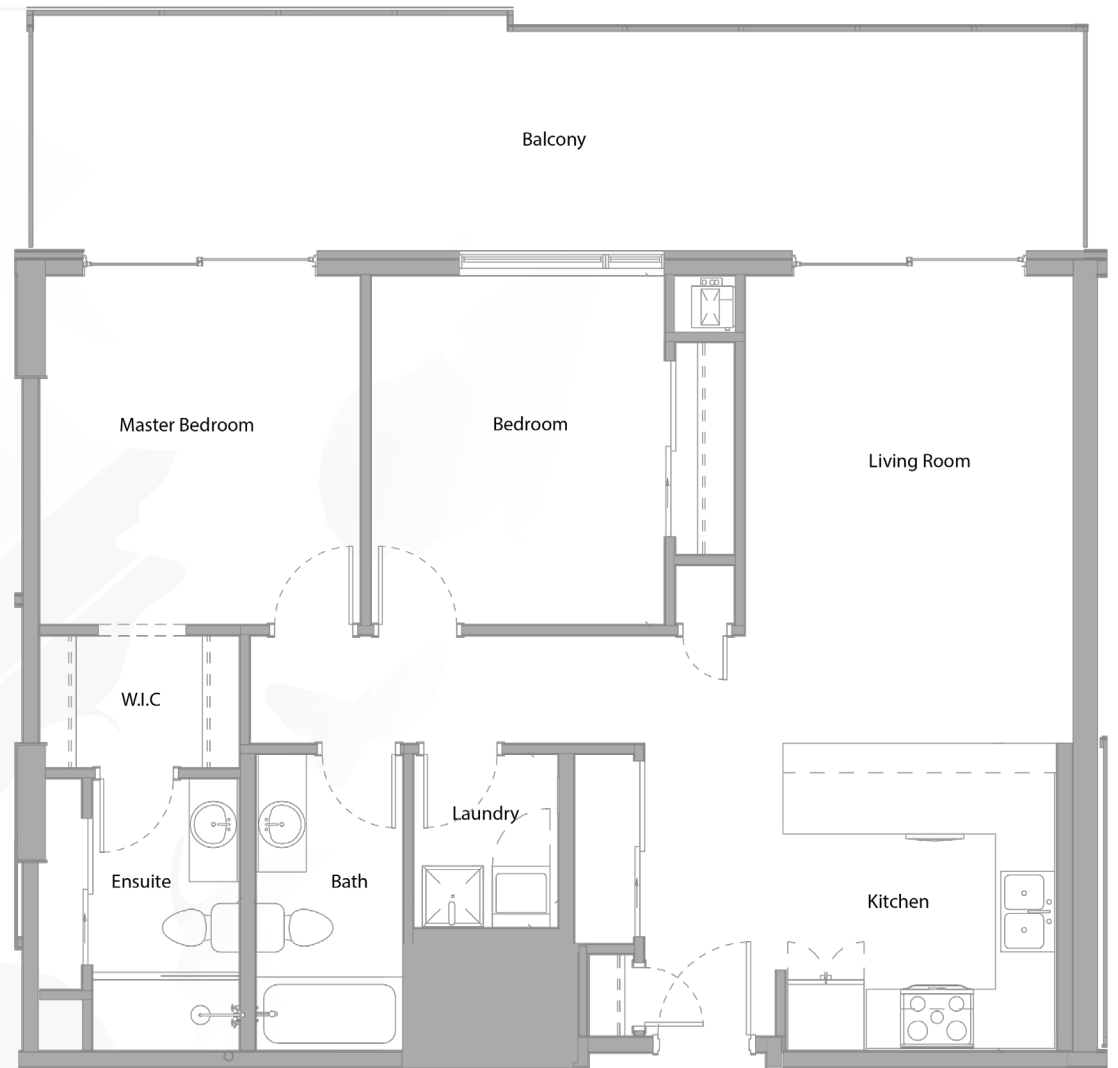 Balcony
Master Bedroom
Bedroom
Living Room
W.I.C
Laundry
Ensuite
Bath
Kitchen